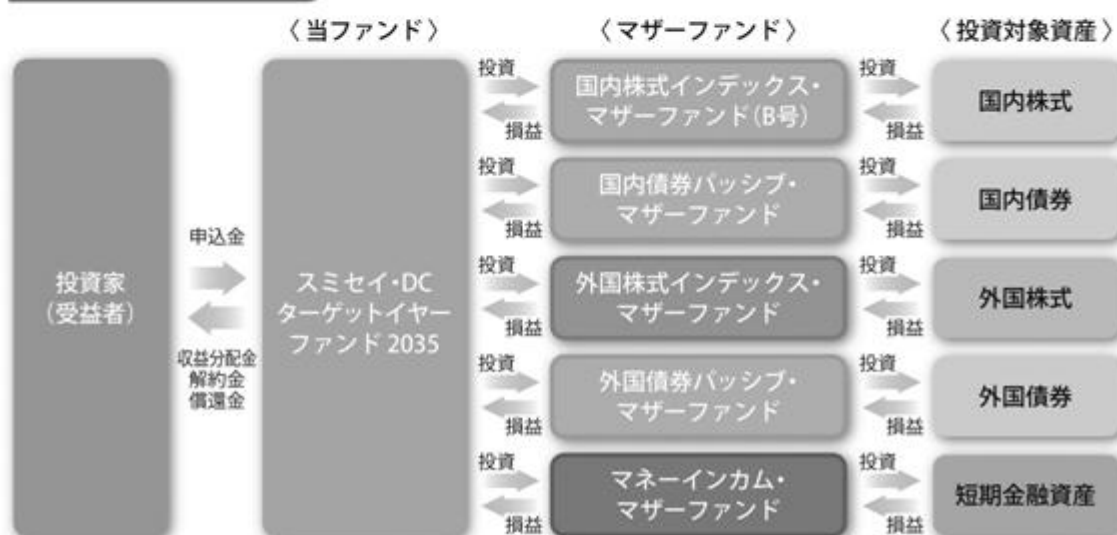 〈 当ファンド 〉
〈 マザーファンド 〉
〈 投資対象資産 〉
投資家
（受益者）
申込金
収益分配金
解約金
償還金
スミセイ・DC
ターゲットイヤー
ファンド 2035
投資
損益
国内株式インデックス・
マザーファンド（B号）
投資
損益
国内株式
投資
損益
国内債券パッシブ・
マザーファンド
投資
損益
国内債券
投資
損益
外国株式インデックス・
マザーファンド
投資
損益
外国株式
投資
損益
外国債券パッシブ・
マザーファンド
投資
損益
外国債券
投資
損益
マネーインカム・
マザーファンド
投資
損益
短期金融資産